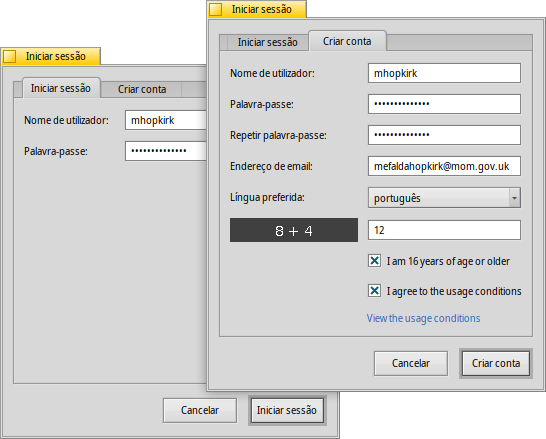 Iniciar sessão
Iniciar sessão
Criar conta
Nome de utilizador:
mhopkirk
Palavra-passe:
••••••••••••••
Cancelar
Iniciar sessão
Iniciar sessão
Iniciar sessão
Criar conta
Nome de utilizador:
mhopkirk
Palavra-passe:
••••••••••••••
Repetir palavra-passe:
••••••••••••••
Endereço de email:
mefaldahopkirk@mom.gov.uk
Língua preferida:
português
8 + 4
12
I am 16 years of age or older
I agree to the usage conditions
View the usage conditions
Cancelar
Criar conta